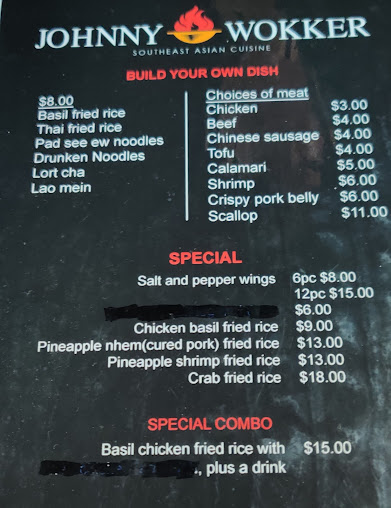 JOHNNY WOKKER
SOUTHEAST ASIAN CUISINE
BUILD YOUR OWN DISH
$8.00
Basil fried rice
Thai fried rice
Pad see ew noodles
Drunken Noodles
Lort cha
Lao mein
Choices of meat
Chicken $3.00
Beef $4.00
Chinese sausage $4.00
Tofu $4.00
Calamari $5.00
Shrimp $6.00
Crispy pork belly $6.00
Scallop $11.00
SPECIAL
Salt and pepper wings 6pc $8.00
12pc $15.00
$6.00
Chicken basil fried rice $9.00
Pineapple nhem(cured pork) fried rice $13.00
Pineapple shrimp fried rice $13.00
Crab fried rice $18.00
SPECIAL COMBO
Basil chicken fried rice with $15.00
, plus a drink